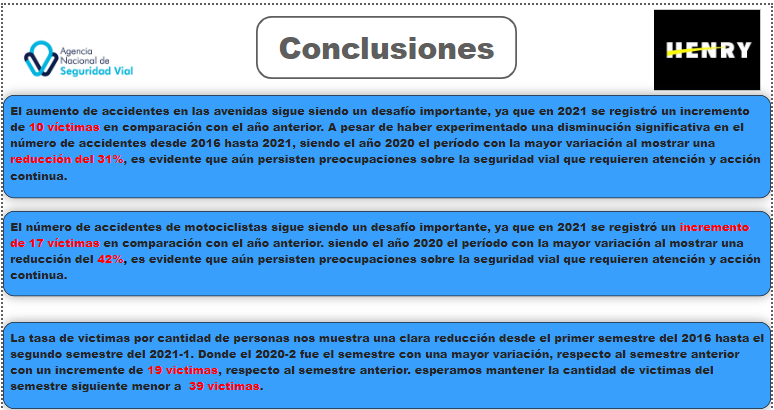 Agencia
Nacional de
Seguridad Vial
Conclusiones
HENRY
El aumento de accidentes en las avenidas sigue siendo un desafío importante, ya que en 2021 se registró un incremento
de 10 víctimas en comparación con el año anterior. A pesar de haber experimentado una disminución significativa en el
número de accidentes desde 2016 hasta 2021, siendo el año 2020 el período con la mayor variación al mostrar una
reducción del 31%, es evidente que aún persisten preocupaciones sobre la seguridad vial que requieren atención y acción
continua.
El número de accidentes de motociclistas sigue siendo un desafío importante, ya que en 2021 se registró un incremento
de 17 víctimas en comparación con el año anterior. siendo el año 2020 el período con la mayor variación al mostrar una
reducción del 42%, es evidente que aún persisten preocupaciones sobre la seguridad vial que requieren atención y acción
continua.
La tasa de victimas por cantidad de personas nos muestra una clara reducción desde el primer semestre del 2016 hasta el
segundo semestre del 2021-1. Donde el 2020-2 fue el semestre con una mayor variación, respecto al semestre anterior
con un incremente de 19 victimas, respecto al semestre anterior. esperamos mantener la cantidad de victimas del
semestre siguiente menor a 39 victimas.